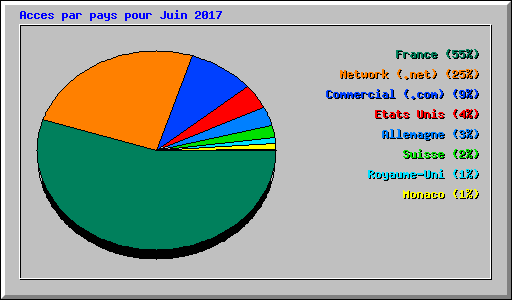 Acces par pays pour Juin 2017
France (55%)
Network (.net) (25%)
Commercial (.com) (9%)
Etats Unis (4%)
Allemagne (3%)
Suisse (2%)
Royaume-Uni (1%)
Monaco (1%)